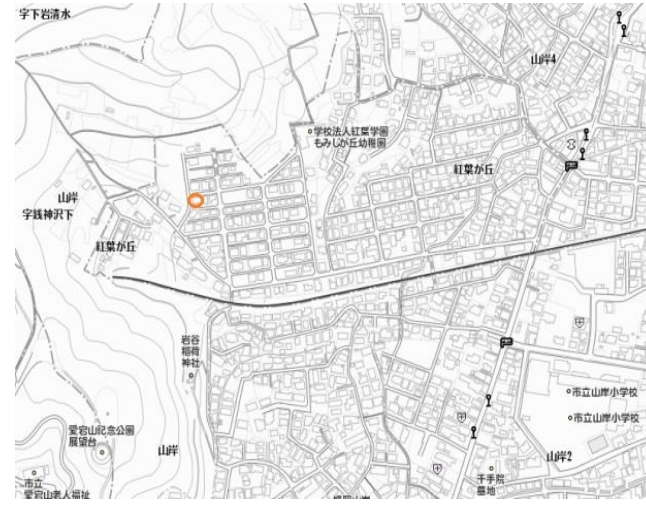 字下岩清水
山岸4
学校法人紅葉学園
もみじが丘幼稚園
紅葉が丘
山岸
字銭神沢下
紅葉が丘
岩谷
稲荷
神社
市立山岸小学校
市立山岸小学校
愛宕山記念公園
展望台
山岸
山岸2
千手院
墓地
市立
愛宕山老人福祉